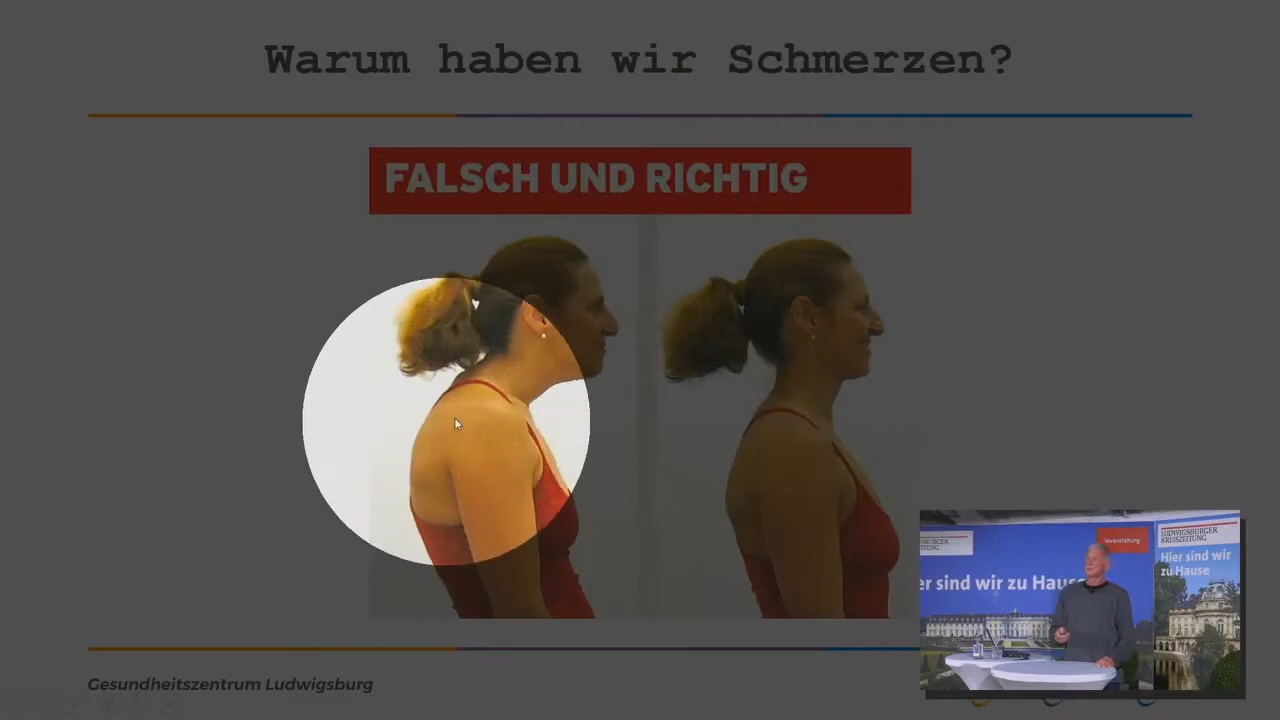 Warum haben wir Schmerzen?
FALSCH UND RICHTIG
Veranstaltung
LUDWIGSBURGER
KREISZEITUNG
Hier sind wir
zu Hause
er sind wir zu Hause
Gesundheitszentrum Ludwigsburg